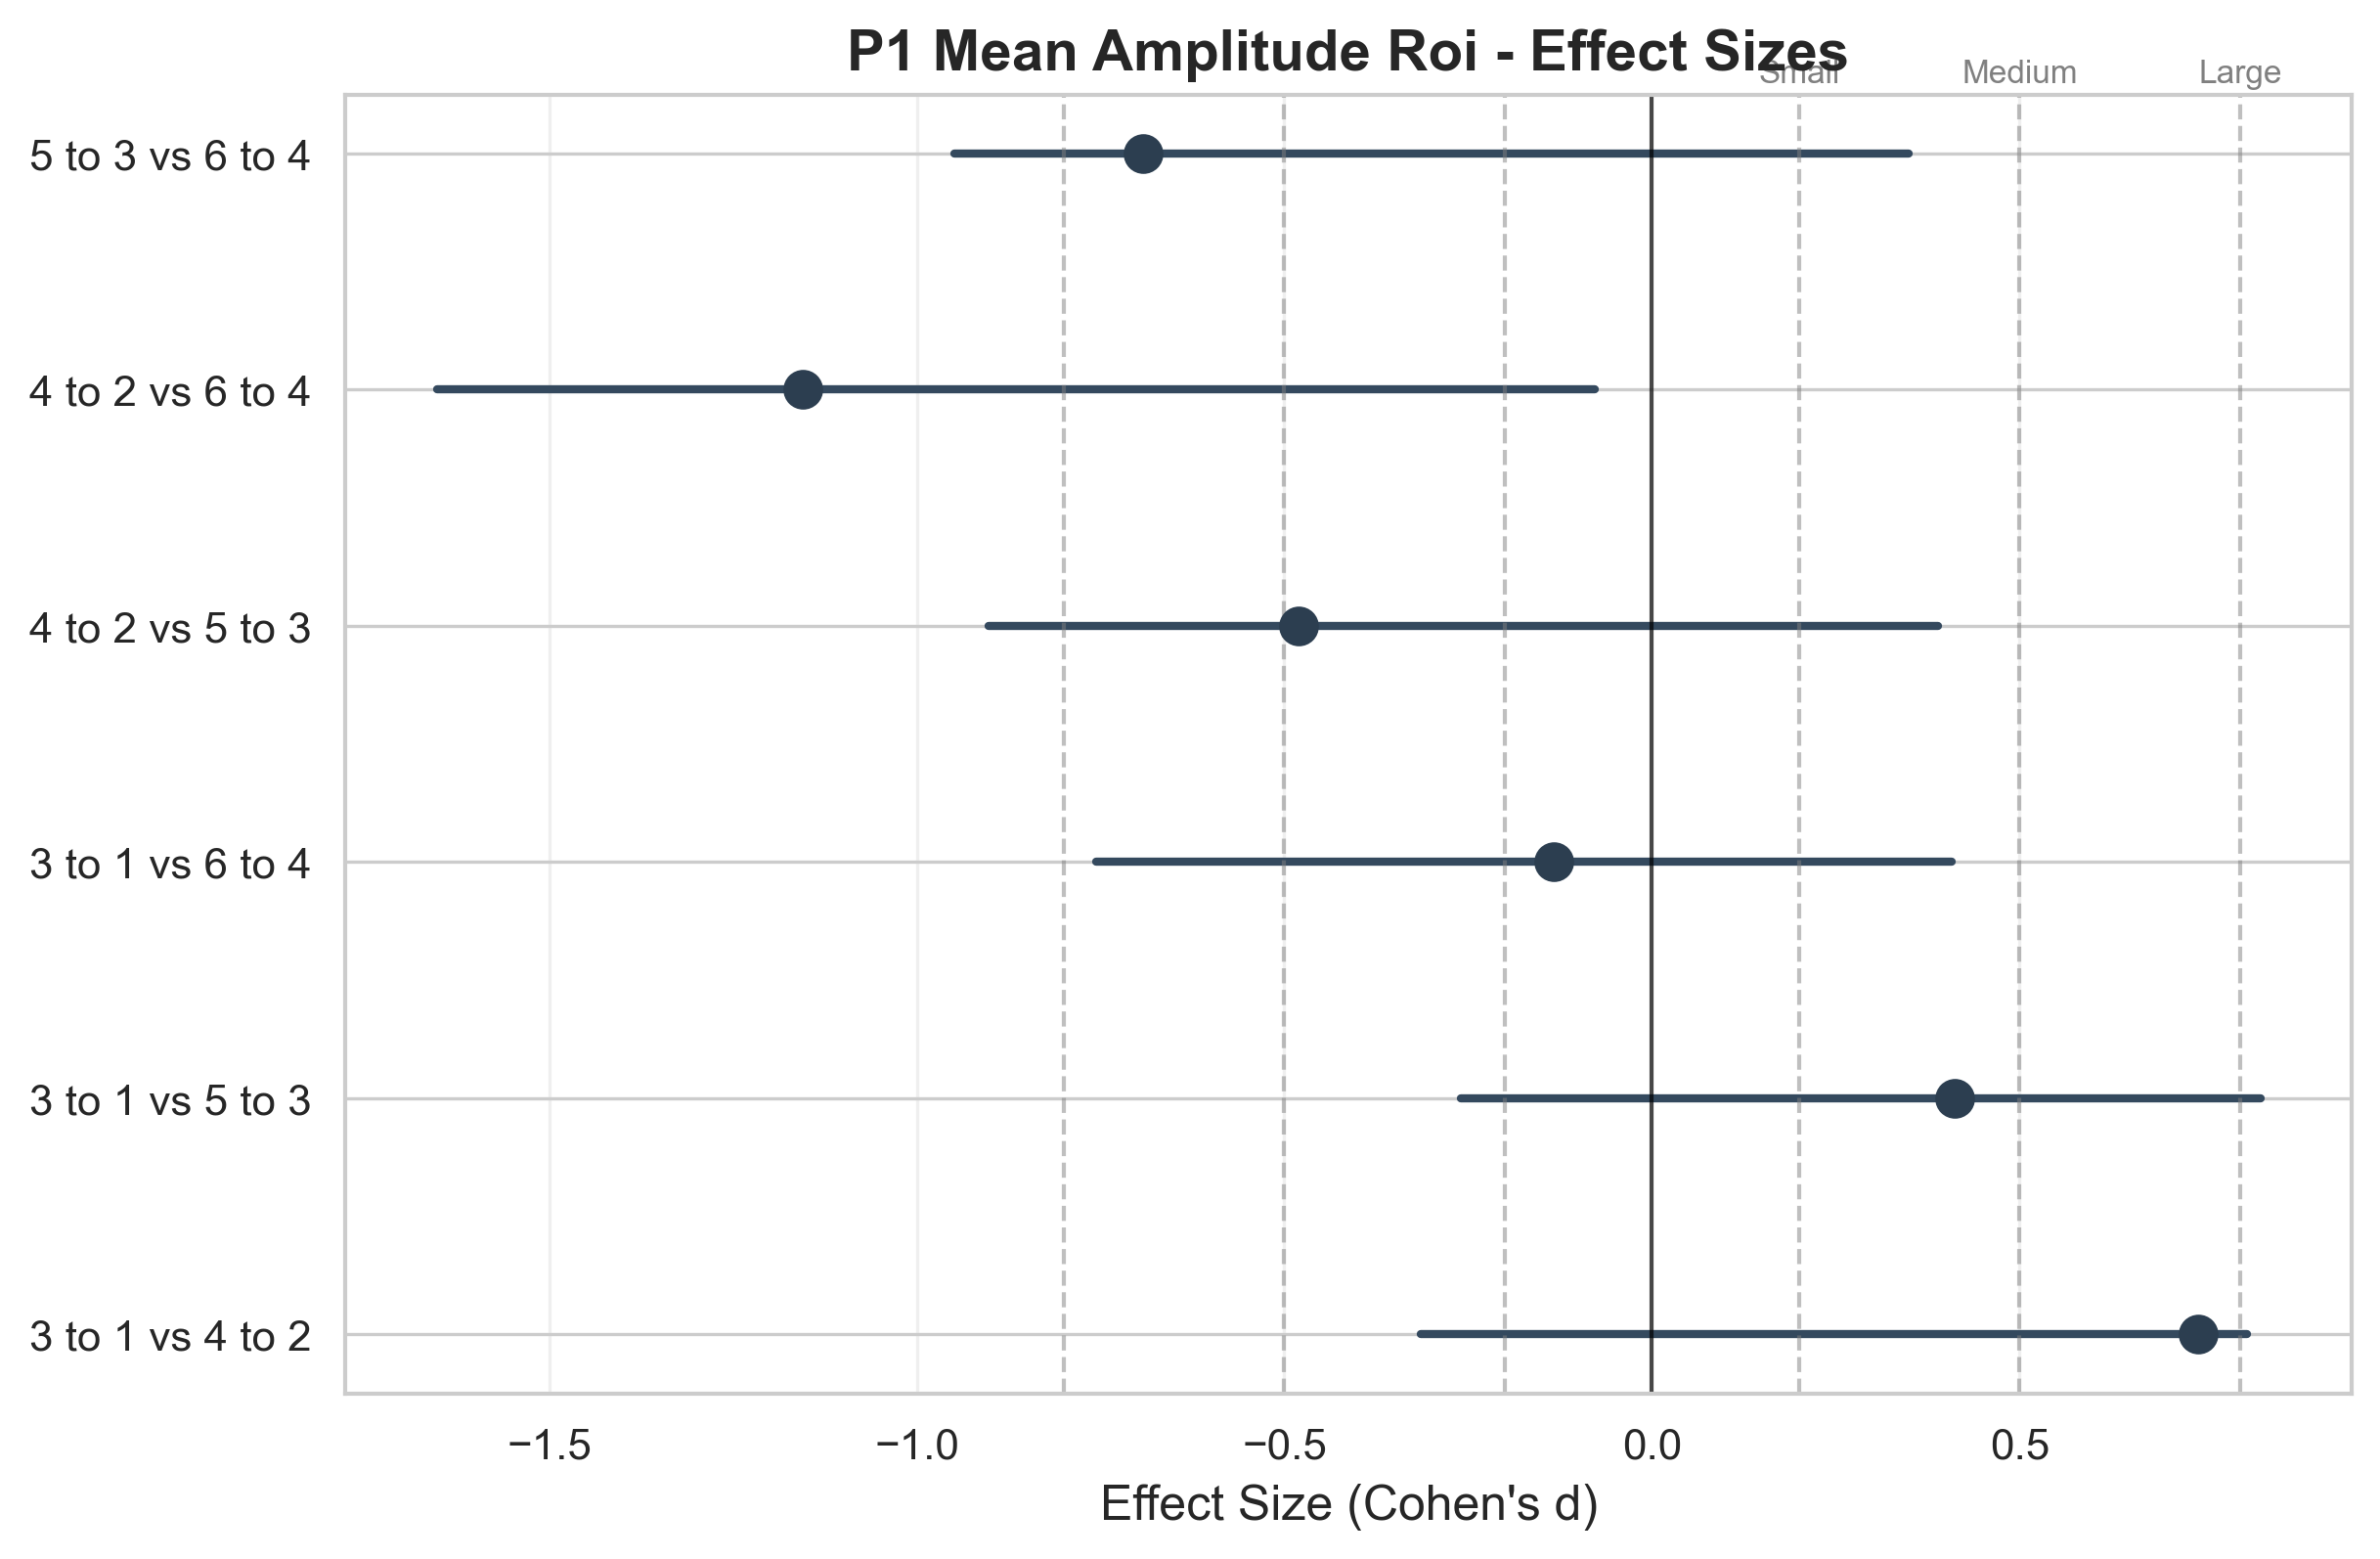 P1 Mean Amplitude Roi - Effect Sizes
Small Medium Large
5 to 3 vs 6 to 4
4 to 2 vs 6 to 4
4 to 2 vs 5 to 3
3 to 1 vs 6 to 4
3 to 1 vs 5 to 3
3 to 1 vs 4 to 2
−1.5 −1.0 −0.5 0.0 0.5
Effect Size (Cohen's d)